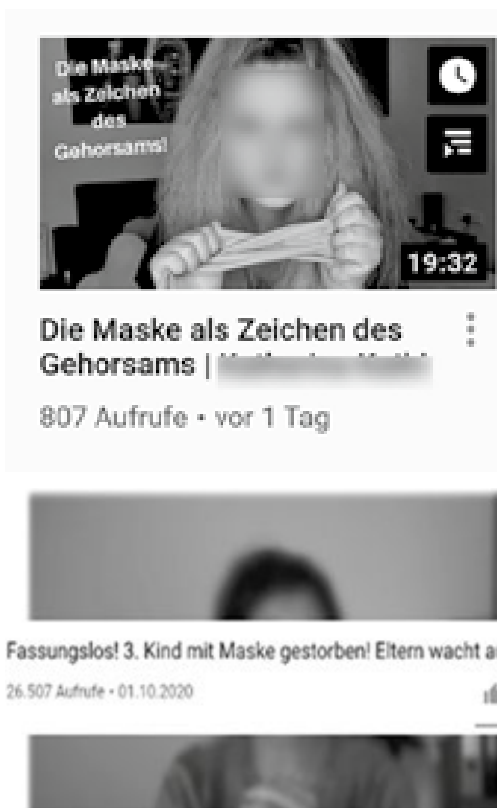 Die Maske
als Zeichen
des
Gehorsams!
19:32
Die Maske als Zeichen des
Gehorsams |
807 Aufrufe • vor 1 Tag
Fassungslos! 3. Kind mit Maske gestorben! Eltern wacht
26.507 Aufrufe • 01.10.2020